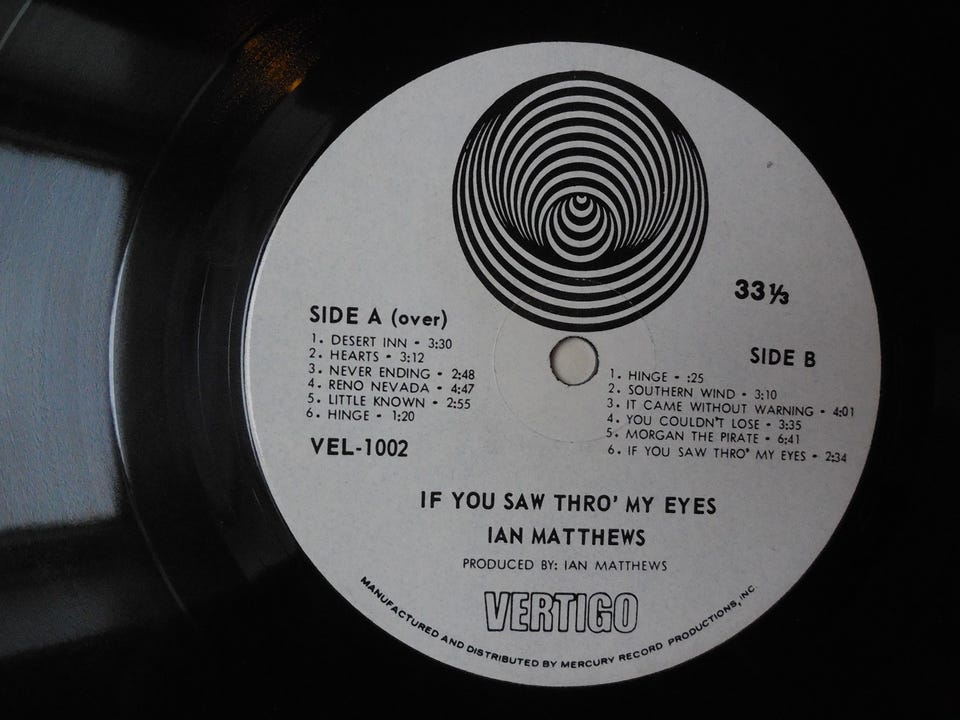 33 1/3
SIDE A (over)
1. DESERT INN - 3:30
2. HEARTS - 3:12
3. NEVER ENDING - 2:48
4. RENO NEVADA - 4:47
5. LITTLE KNOWN - 2:55
6. HINGE - 1:20
VEL-1002
SIDE B
1. HINGE - :25
2. SOUTHERN WIND - 3:10
3. IT CAME WITHOUT WARNING - 4:01
4. YOU COULDN'T LOSE - 3:35
5. MORGAN THE PIRATE - 6:41
6. IF YOU SAW THRO' MY EYES - 2:34
IF YOU SAW THRO' MY EYES
IAN MATTHEWS
PRODUCED BY: IAN MATTHEWS
VERTIGO
MANUFACTURED AND DISTRIBUTED BY MERCURY RECORD PRODUCTIONS, INC.